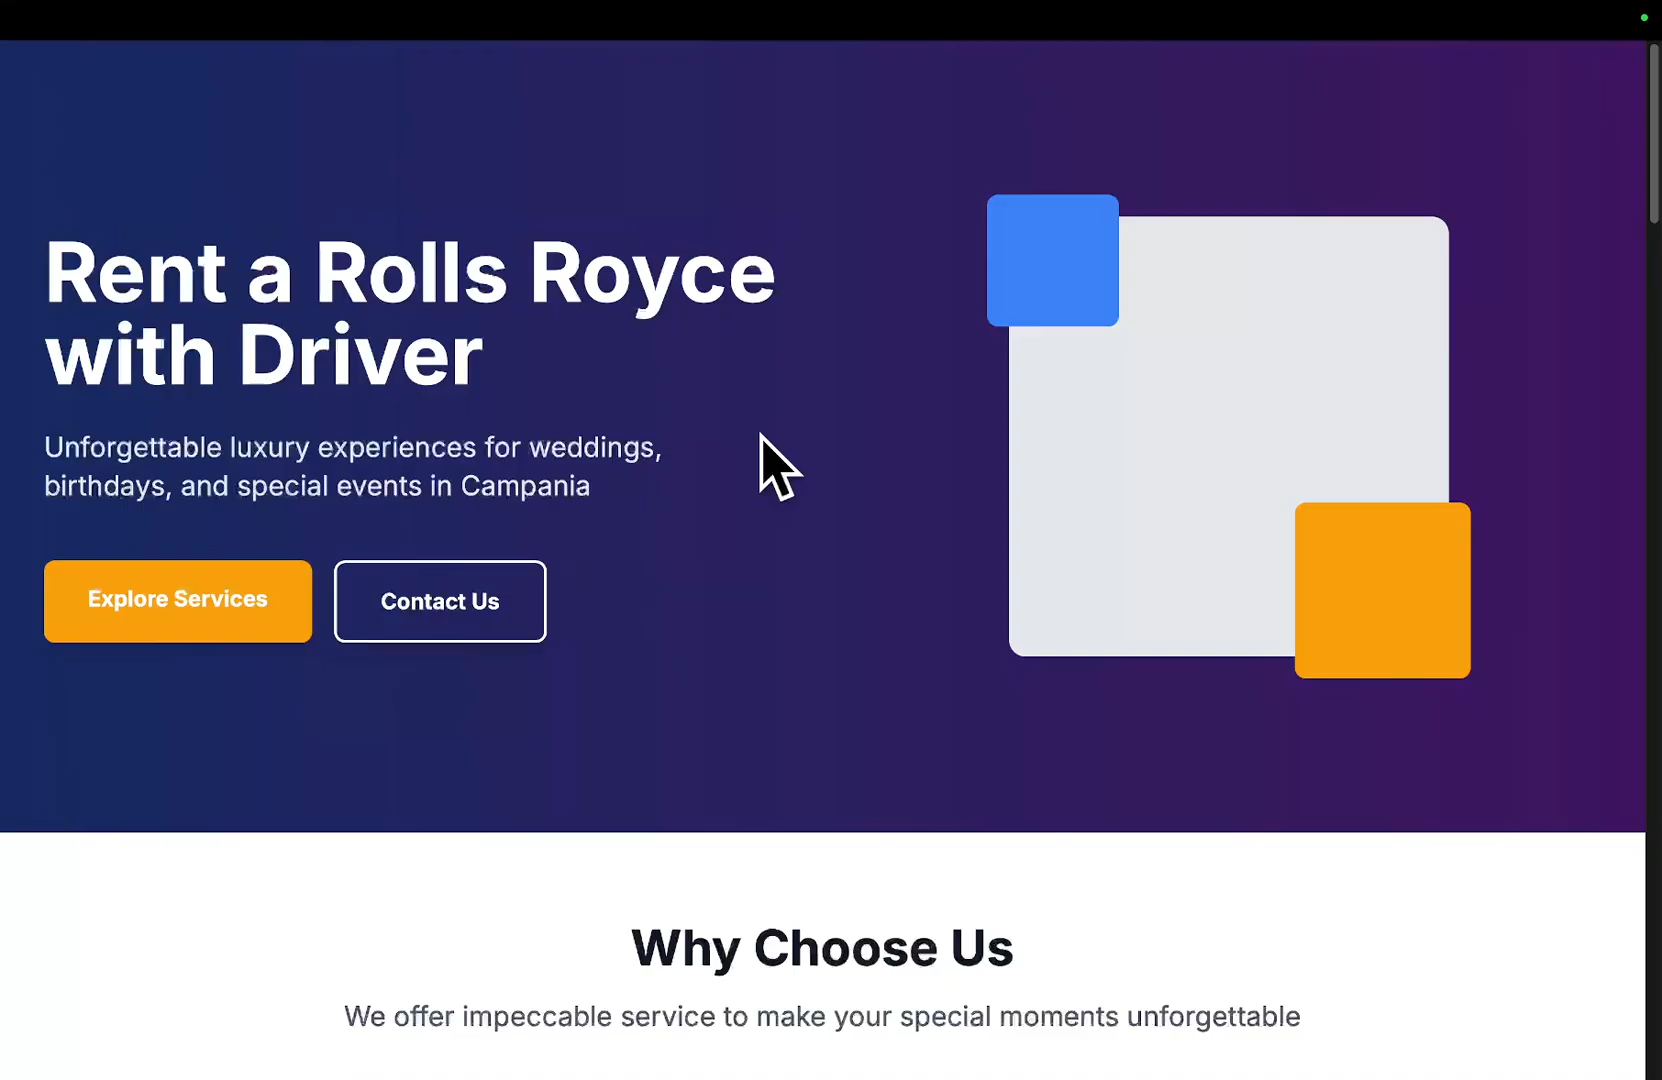 Rent a Rolls Royce
with Driver
Unforgettable luxury experiences for weddings,
birthdays, and special events in Campania
Explore Services
Contact Us
Why Choose Us
We offer impeccable service to make your special moments unforgettable